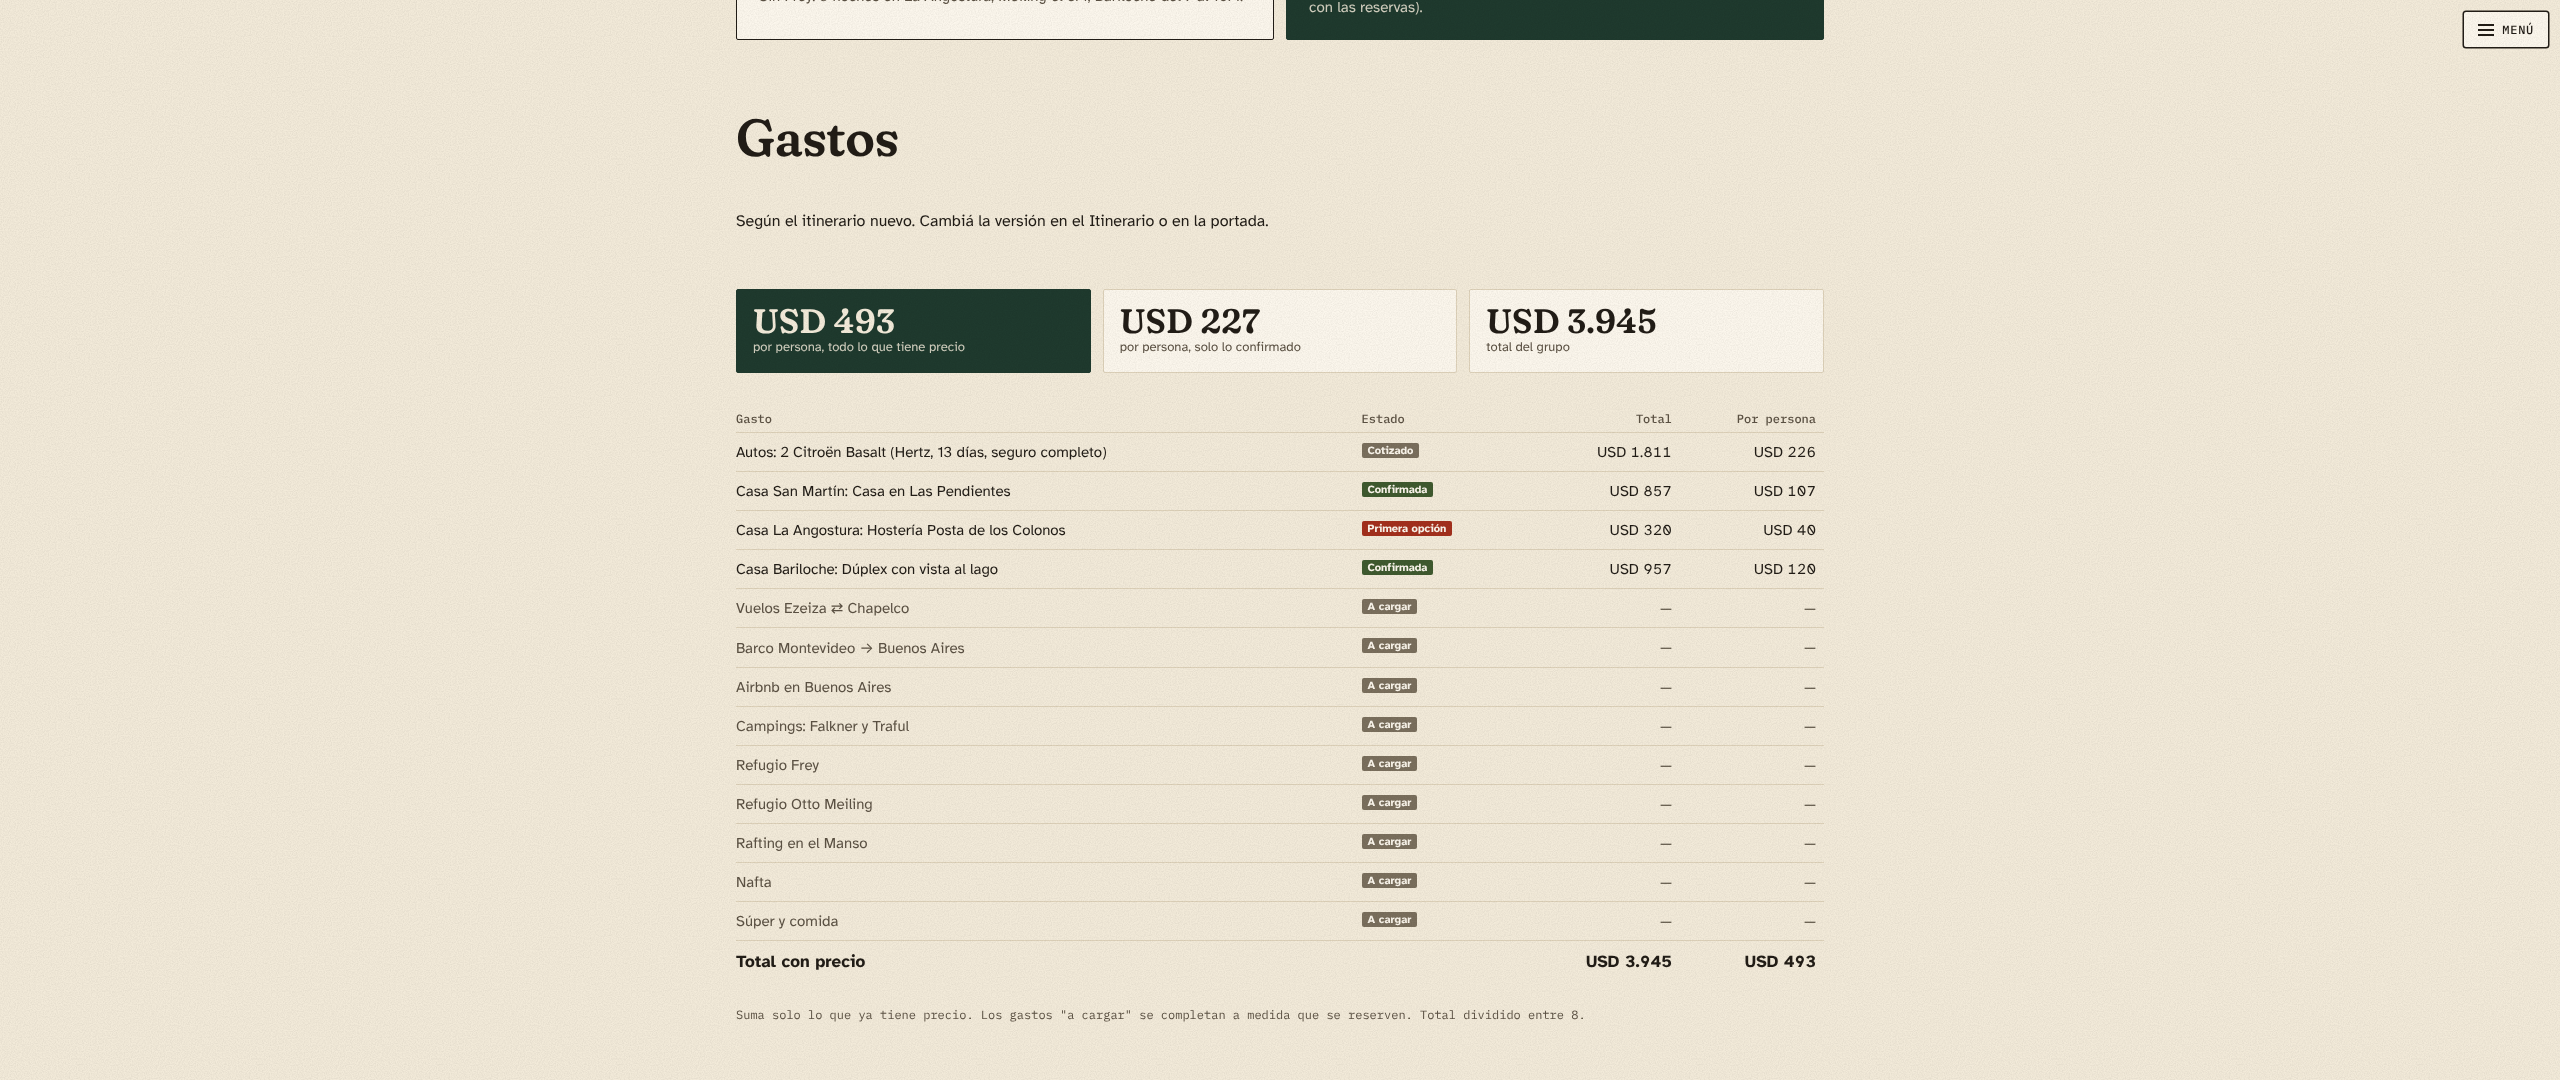 con las reservas).
MENÚ
Gastos
Según el itinerario nuevo. Cambiá la versión en el Itinerario o en la portada.
USD 493
por persona, todo lo que tiene precio
USD 227
por persona, solo lo confirmado
USD 3.945
total del grupo
Gasto Estado Total Por persona
Autos: 2 Citroën Basalt (Hertz, 13 días, seguro completo) Cotizado USD 1.811 USD 226
Casa San Martín: Casa en Las Pendientes Confirmada USD 857 USD 107
Casa La Angostura: Hostería Posta de los Colonos Primera opción USD 320 USD 40
Casa Bariloche: Dúplex con vista al lago Confirmada USD 957 USD 120
Vuelos Ezeiza ⇄ Chapelco A cargar — —
Barco Montevideo → Buenos Aires A cargar — —
Airbnb en Buenos Aires A cargar — —
Campings: Falkner y Traful A cargar — —
Refugio Frey A cargar — —
Refugio Otto Meiling A cargar — —
Rafting en el Manso A cargar — —
Nafta A cargar — —
Súper y comida A cargar — —
Total con precio USD 3.945 USD 493
Suma solo lo que ya tiene precio. Los gastos "a cargar" se completan a medida que se reserven. Total dividido entre 8.